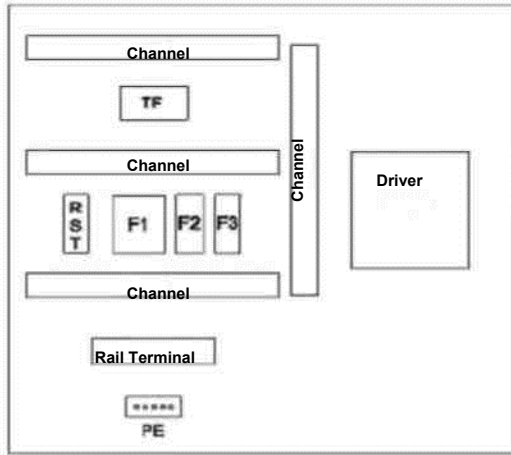 Channel
TF
Channel
Channel
Driver
R
S
T
F1
F2
F3
Channel
Rail Terminal
PE